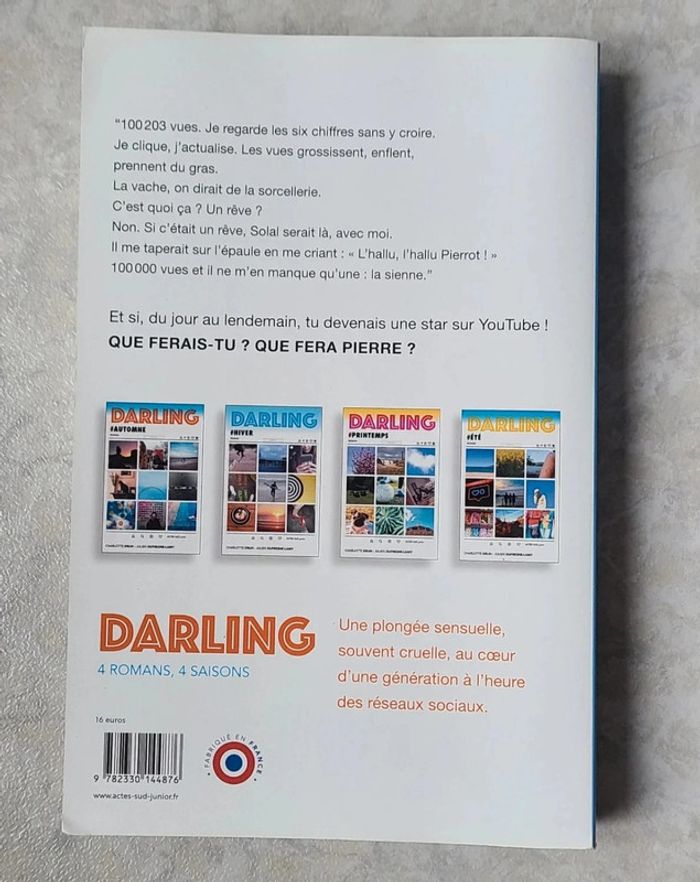 "100 203 vues. Je regarde les six chiffres sans y croire.
Je clique, j'actualise. Les vues grossissent, enflent,
prennent du gras.
La vache, on dirait de la sorcellerie.
C'est quoi ça ? Un rêve ?
Non. Si c'était un rêve, Solal serait là, avec moi.
Il me taperait sur l'épaule en me criant : « L'hallu, l'hallu Pierrot ! »
100 000 vues et il ne m'en manque qu'une : la sienne."
Et si, du jour au lendemain, tu devenais une star sur YouTube !
QUE FERAIS-TU ? QUE FERA PIERRE ?
DARLING
#AUTOMNE
DARLING
#HIVER
DARLING
#PRINTEMPS
DARLING
#ÉTÉ
DARLING
4 ROMANS, 4 SAISONS
Une plongée sensuelle,
souvent cruelle, au cœur
d'une génération à l'heure
des réseaux sociaux.
16 euros
9 782330 144876
www.actes-sud-junior.fr
FABRIQUÉ EN FRANCE